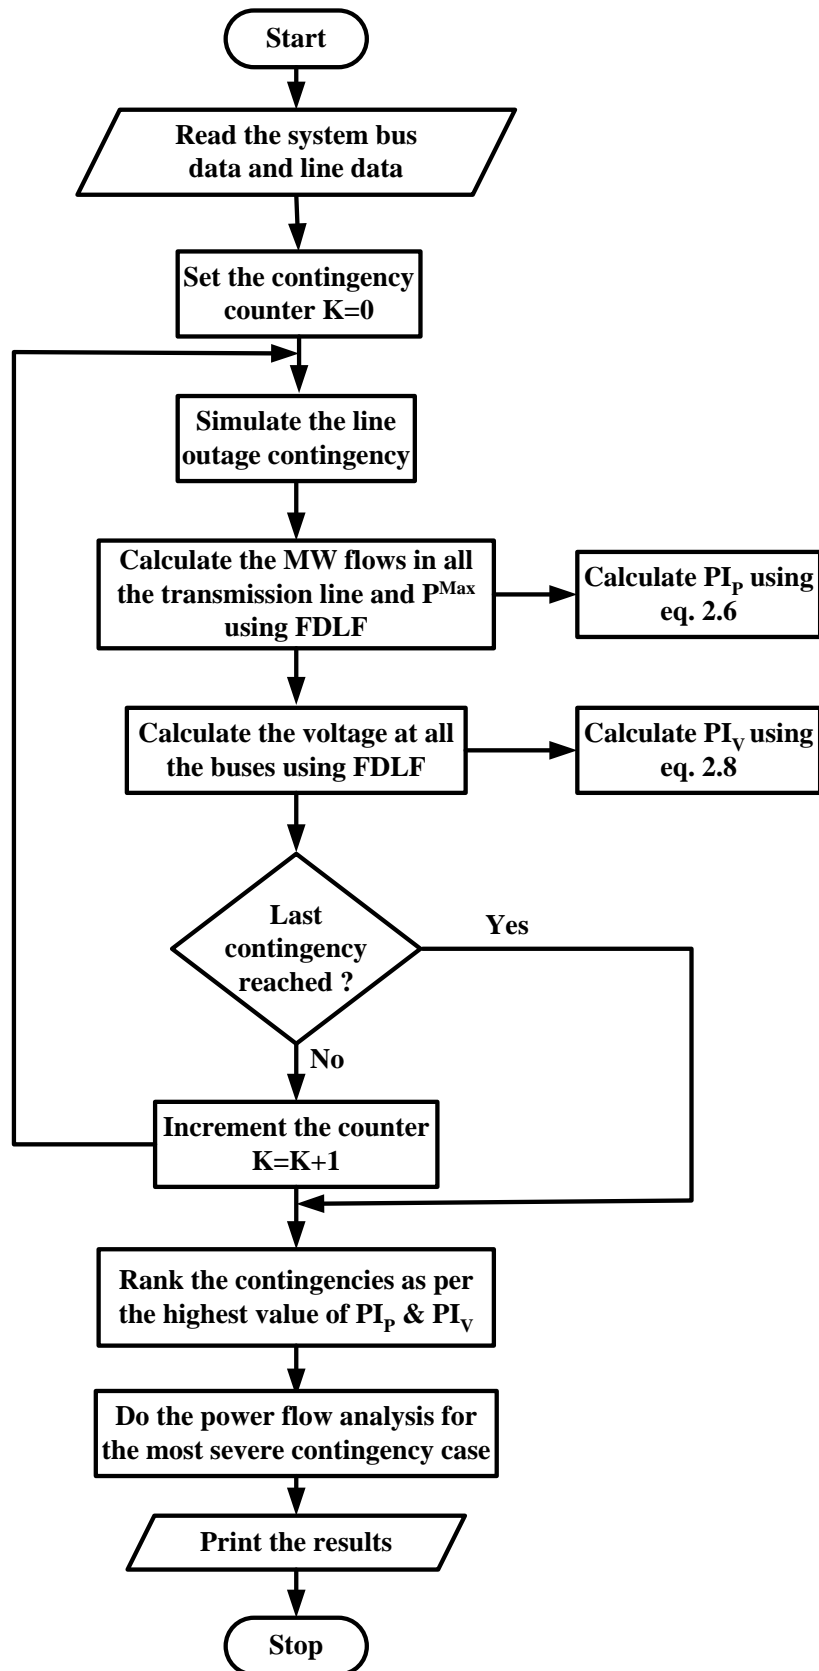 Start
Read the system bus
data and line data
Set the contingency
counter K=0
Simulate the line
outage contingency
Calculate the MW flows in all
the transmission line and P^Max
using FDLF
Calculate PI_P using
eq. 2.6
Calculate the voltage at all
the buses using FDLF
Calculate PI_V using
eq. 2.8
Last
contingency
reached ?
Yes
No
Increment the counter
K=K+1
Rank the contingencies as per
the highest value of PI_P & PI_V
Do the power flow analysis for
the most severe contingency case
Print the results
Stop